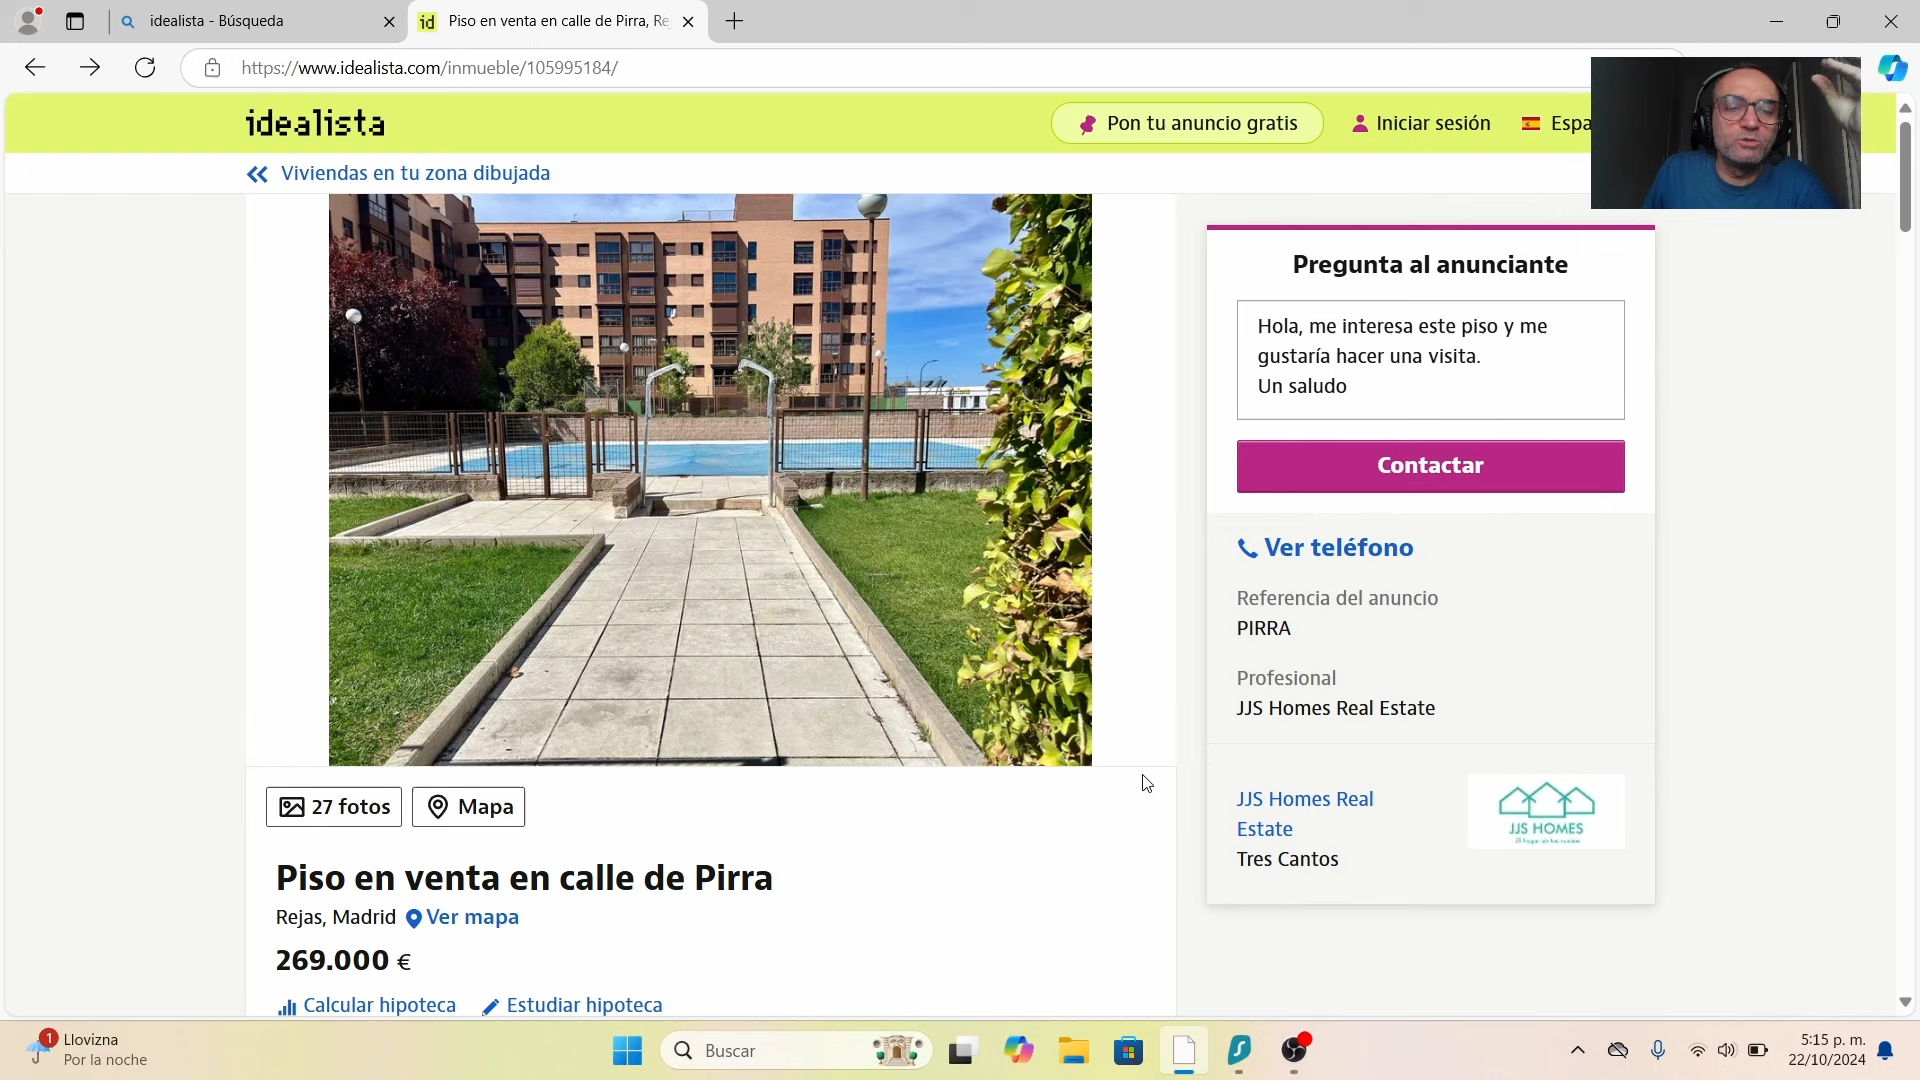 idealista - Búsqueda
id
Piso en venta en calle de Pirra, Re
https://www.idealista.com/inmueble/105995184/
idealista
Pon tu anuncio gratis
Iniciar sesión
Espa
Viviendas en tu zona dibujada
Pregunta al anunciante
Hola, me interesa este piso y me
gustaría hacer una visita.
Un saludo
Contactar
Ver teléfono
Referencia del anuncio
PIRRA
Profesional
JJS Homes Real Estate
JJS Homes Real
Estate
Tres Cantos
JJS HOMES
27 fotos
Mapa
Piso en venta en calle de Pirra
Rejas, Madrid
Ver mapa
269.000 €
Calcular hipoteca
Estudiar hipoteca
1
Llovizna
Por la noche
Buscar
5:15 p. m.
22/10/2024